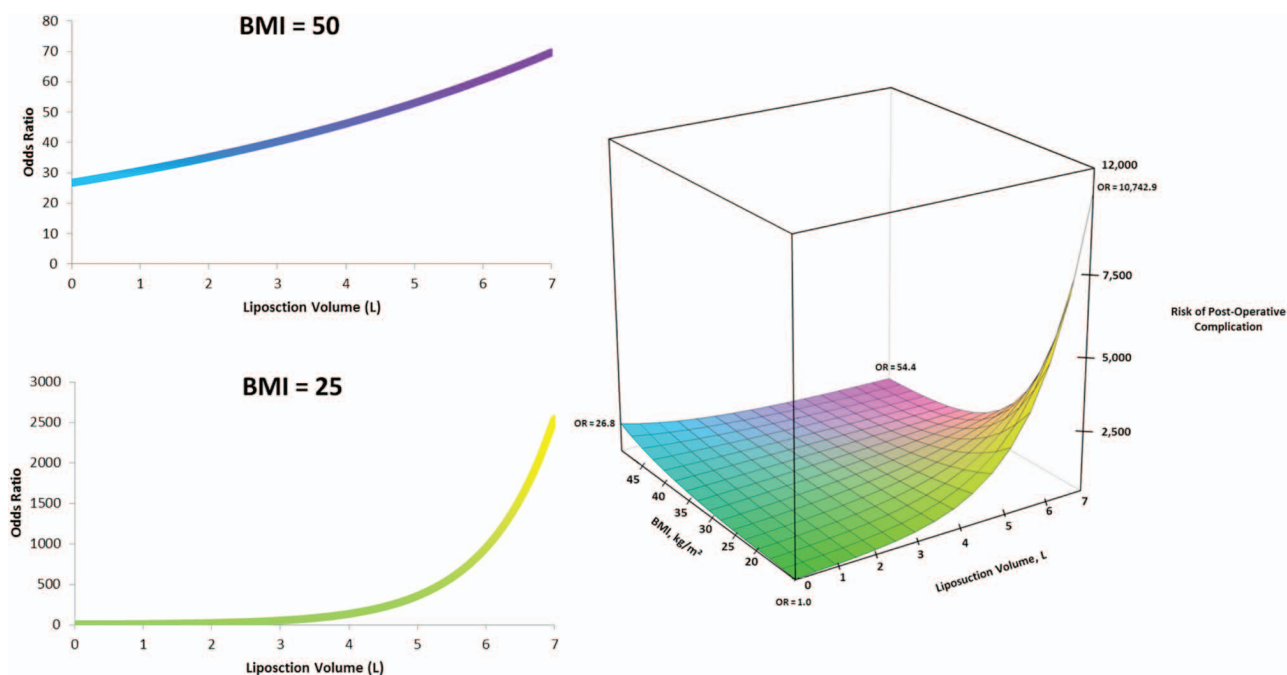 BMI = 50
80
70
60
50
40
30
20
10
0
Odds Ratio
0 1 2 3 4 5 6 7
Liposction Volume (L)
BMI = 25
3000
2500
2000
1500
1000
500
0
Odds Ratio
0 1 2 3 4 5 6 7
Liposction Volume (L)
12,000
OR = 10,742.9
7,500
5,000
2,500
Risk of Post-Operative
Complication
OR = 54.4
OR = 26.8
45
40
35
30
25
20
BMI, kg/m²
OR = 1.0
0 1 2 3 4 5 6 7
Liposuction Volume, L